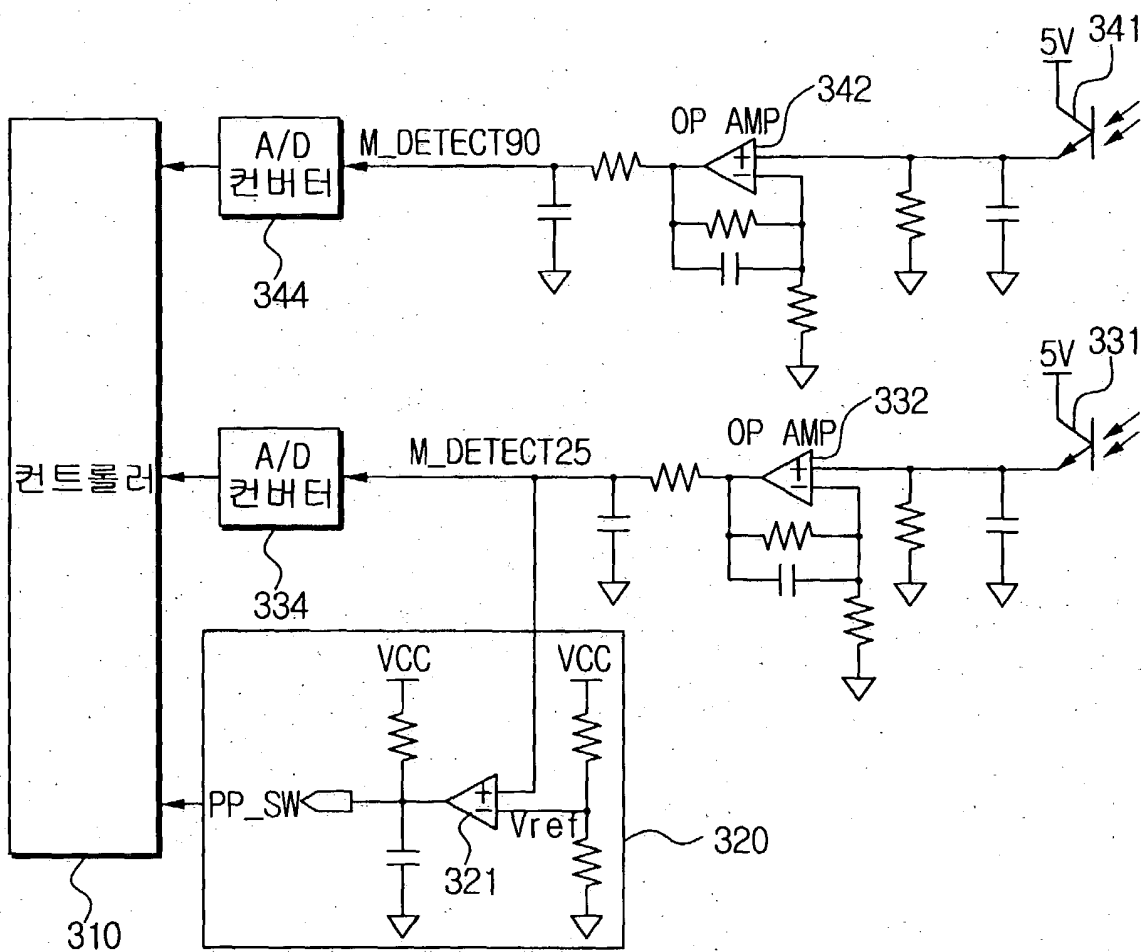 341
5V
342
OP AMP
A/D
컨버터
M_DETECT90
344
331
5V
332
OP AMP
컨트롤러
A/D
컨버터
M_DETECT25
334
VCC
VCC
PP_SW
+
-
Vref
321
320
310